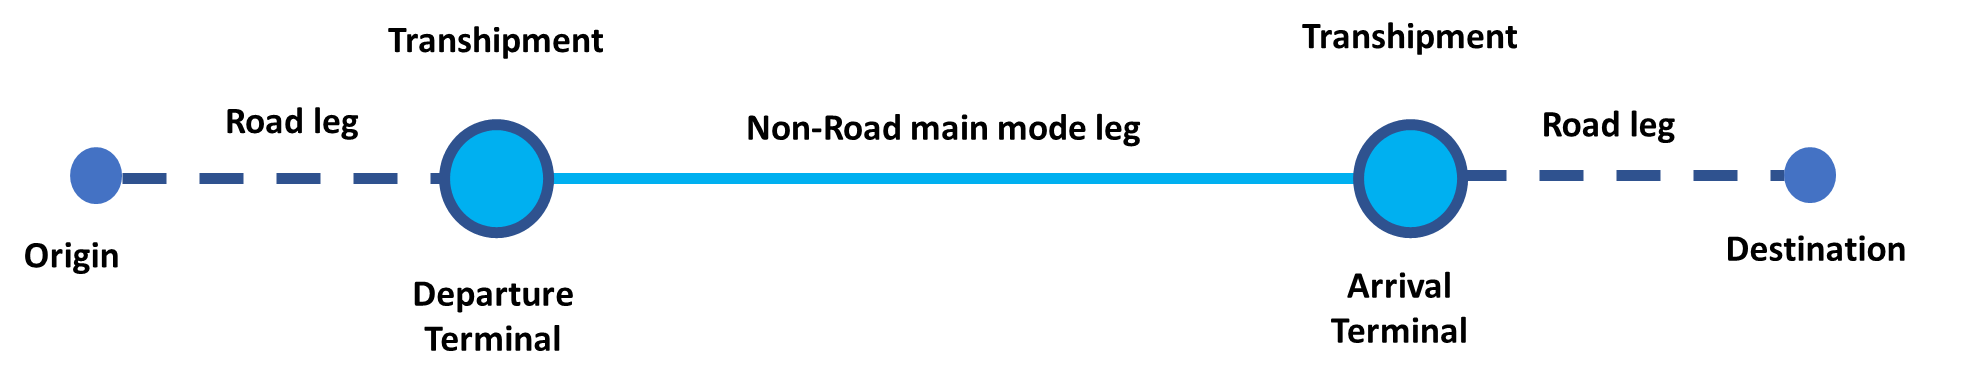 Transhipment
Transhipment
Road leg
Non-Road main mode leg
Road leg
Origin
Destination
Departure
Terminal
Arrival
Terminal